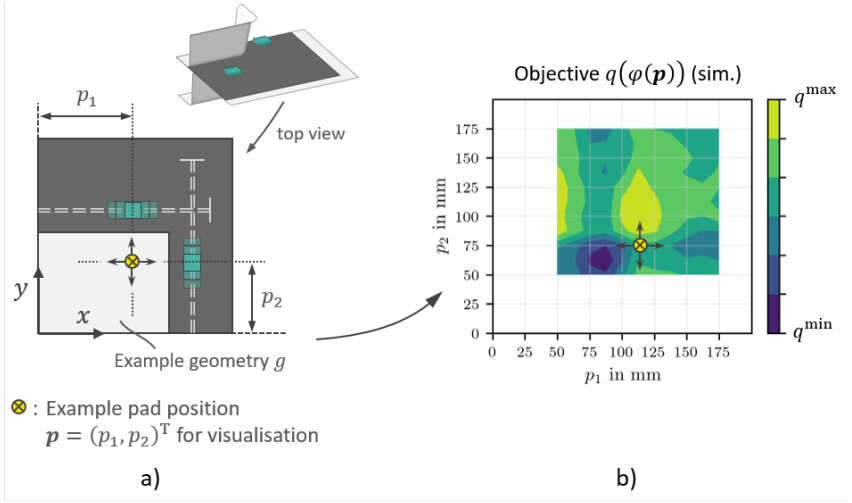 p₁
top view
y
x
p₂
Example geometry g
⊗ : Example pad position
p = (p₁, p₂)ᵀ for visualisation
a)
Objective q(φ(p)) (sim.)
qᵐᵃˣ
175
150
125
100
75
50
25
0
p₂ in mm
qᵐⁱⁿ
0 25 50 75 100 125 150 175
p₁ in mm
b)